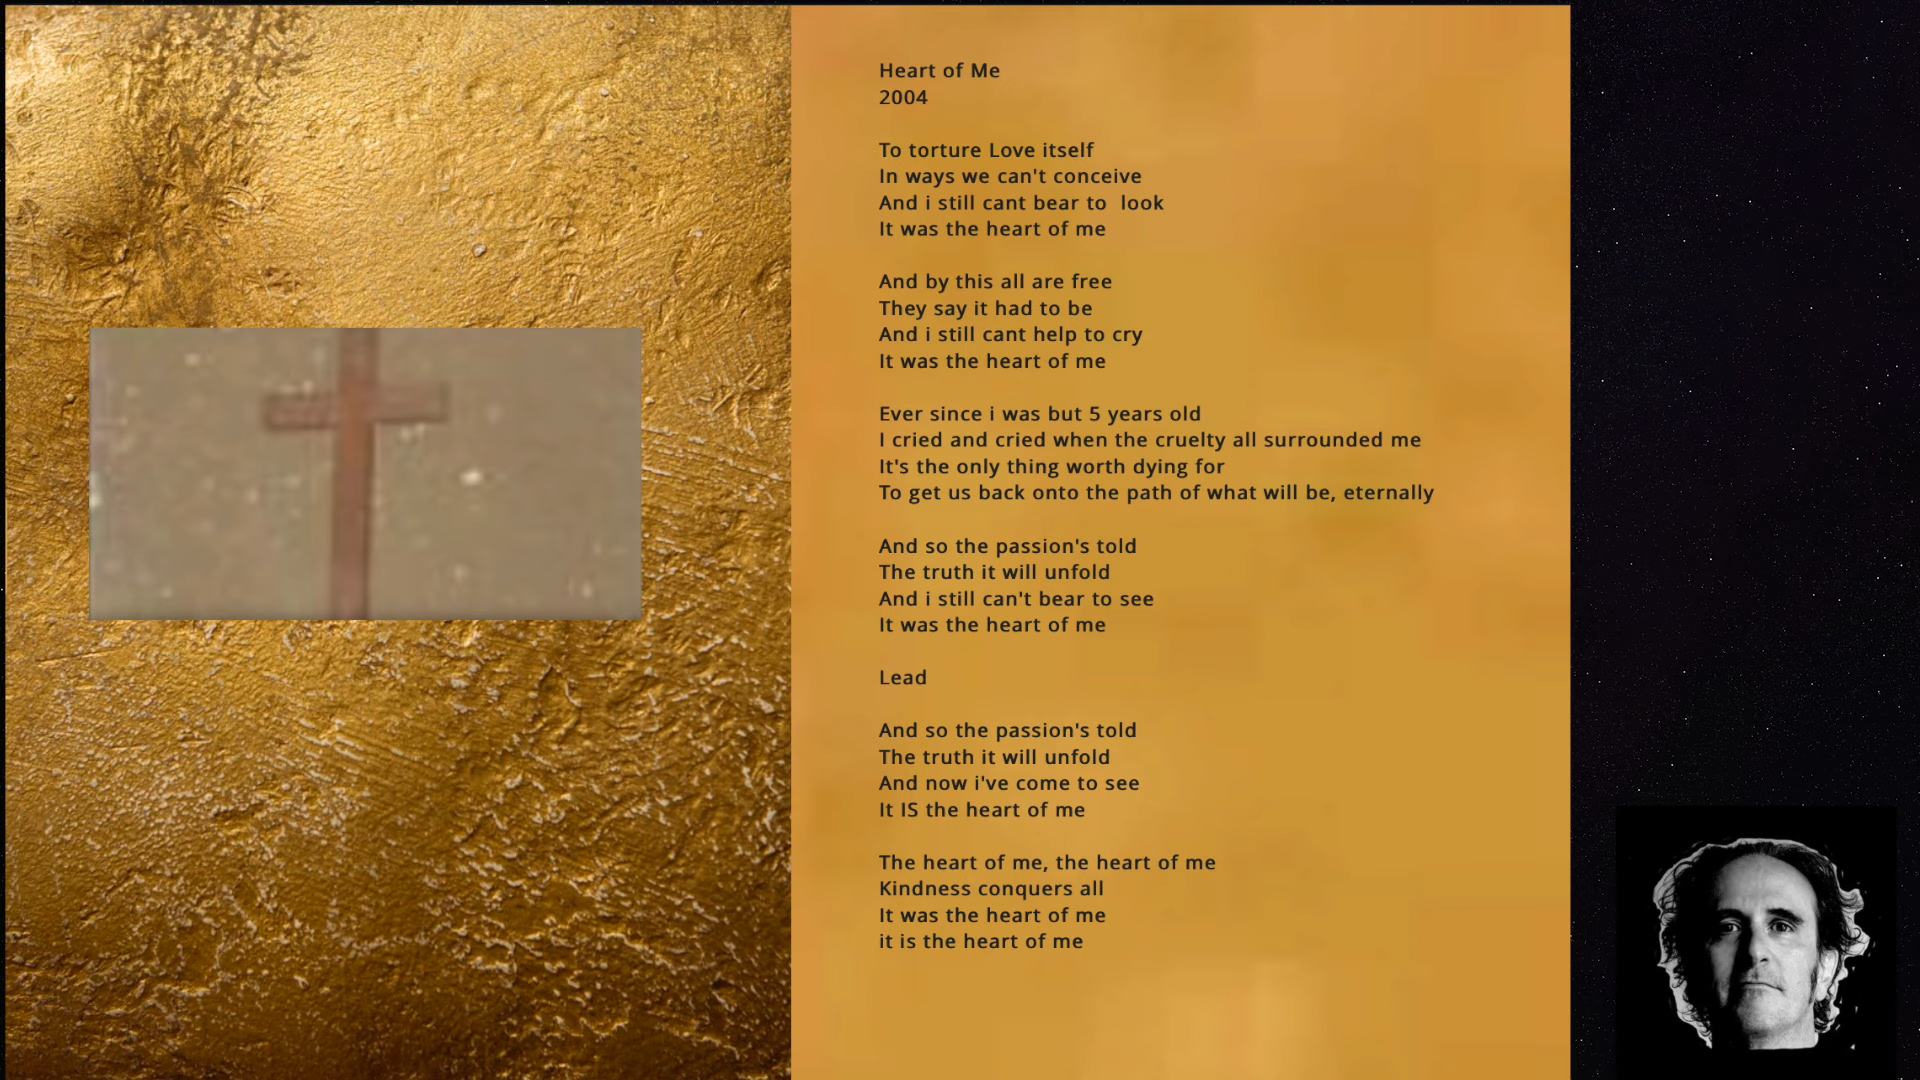 Heart of Me
2004
To torture Love itself
In ways we can't conceive
And i still cant bear to  look
It was the heart of me
And by this all are free
They say it had to be
And i still cant help to cry
It was the heart of me
Ever since i was but 5 years old
I cried and cried when the cruelty all surrounded me
It's the only thing worth dying for
To get us back onto the path of what will be, eternally
And so the passion's told
The truth it will unfold
And i still can't bear to see
It was the heart of me
Lead
And so the passion's told
The truth it will unfold
And now i've come to see
It IS the heart of me
The heart of me, the heart of me
Kindness conquers all
It was the heart of me
it is the heart of me